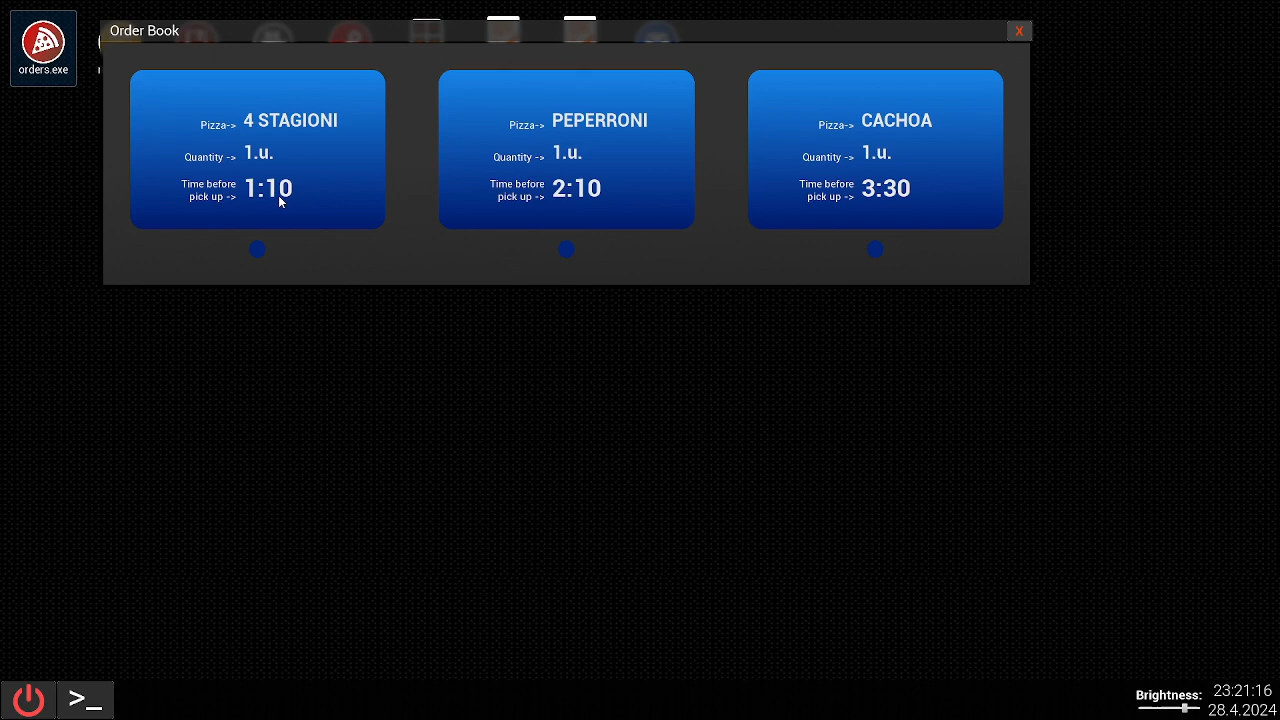 Order Book
X
orders.exe
Pizza-> 4 STAGIONI
Quantity -> 1.u.
Time before
pick up -> 1:10
Pizza-> PEPERRONI
Quantity -> 1.u.
Time before
pick up -> 2:10
Pizza-> CACHOA
Quantity -> 1.u.
Time before
pick up -> 3:30
>_
Brightness:
23:21:16
28.4.2024